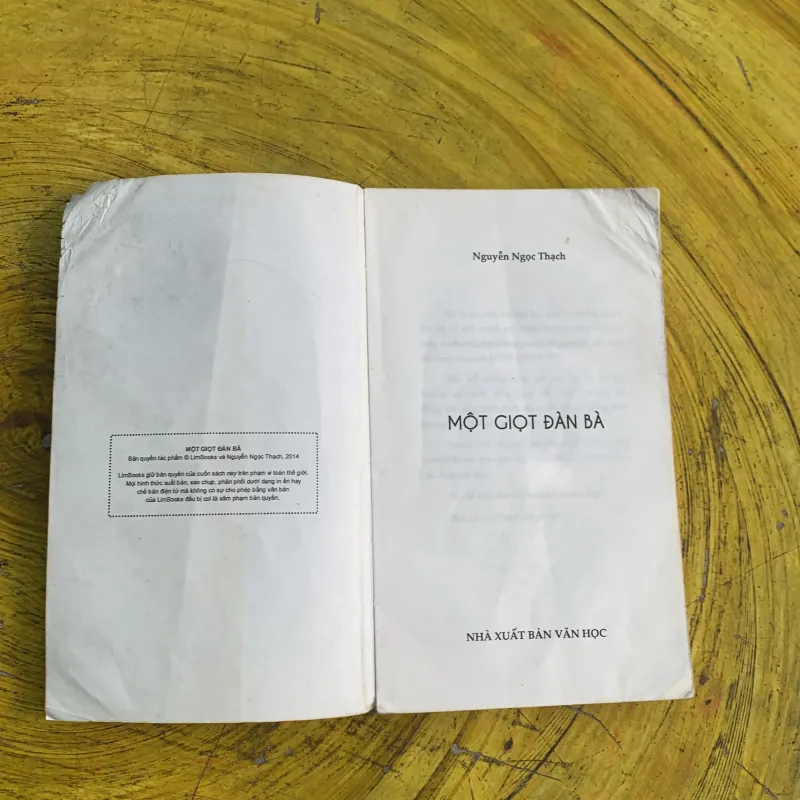 MỘT GIỌT ĐÀN BÀ
Bản quyền tác phẩm © LimBooks và Nguyễn Ngọc Thạch, 2014
LimBooks giữ bản quyền của cuốn sách này trên phạm vi toàn thế giới.
Mọi hình thức xuất bản, sao chụp, phân phối dưới dạng in ấn hay
chế bản điện tử mà không có sự cho phép bằng văn bản
của LimBooks đều bị coi là xâm phạm bản quyền.
Nguyễn Ngọc Thạch
MỘT GIỌT ĐÀN BÀ
NHÀ XUẤT BẢN VĂN HỌC